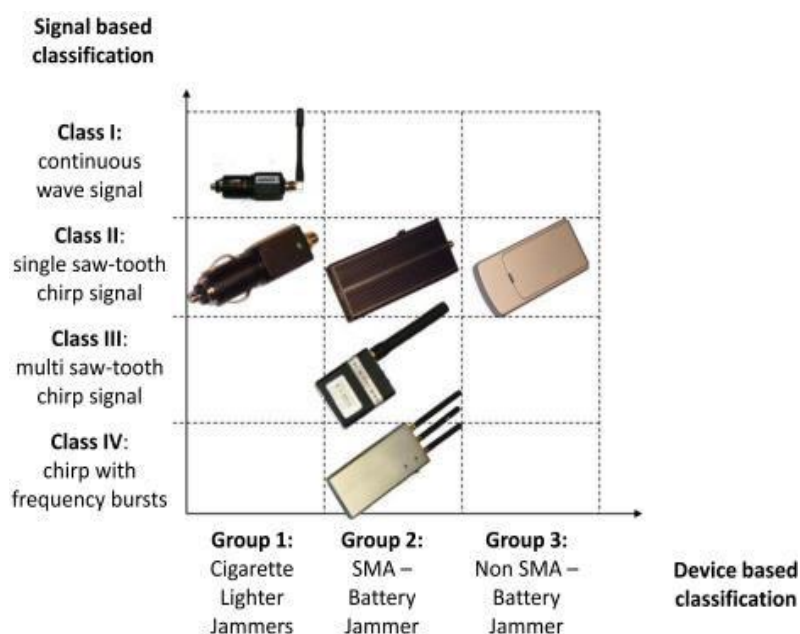 Signal based
classification
Class I:
continuous
wave signal
Class II:
single saw-tooth
chirp signal
Class III:
multi saw-tooth
chirp signal
Class IV:
chirp with
frequency bursts
Group 1:
Cigarette
Lighter
Jammers
Group 2:
SMA –
Battery
Jammer
Group 3:
Non SMA –
Battery
Jammer
Device based
classification